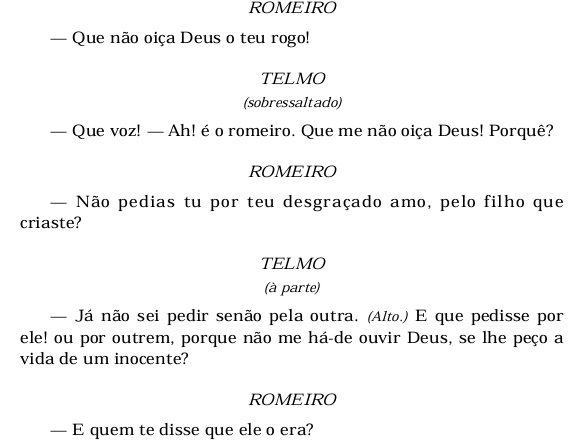 ROMEIRO
— Que não oiça Deus o teu rogo!
TELMO
(sobressaltado)
— Que voz! — Ah! é o romeiro. Que me não oiça Deus! Porquê?
ROMEIRO
— Não pedias tu por teu desgraçado amo, pelo filho que
criaste?
TELMO
(à parte)
— Já não sei pedir senão pela outra. (Alto.) E que pedisse por
ele! ou por outrem, porque não me há-de ouvir Deus, se lhe peço a
vida de um inocente?
ROMEIRO
— E quem te disse que ele o era?